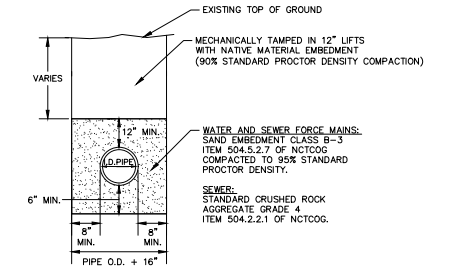 EXISTING TOP OF GROUND
MECHANICALLY TAMPED IN 12" LIFTS
WITH NATIVE MATERIAL EMBEDMENT
(90% STANDARD PROCTOR DENSITY COMPACTION)
VARIES
12" MIN.
I.D.PIPE
6" MIN.
WATER AND SEWER FORCE MAINS:
SAND EMBEDMENT CLASS B-3
ITEM 504.5.2.7 OF NCTCOG
COMPACTED TO 95% STANDARD
PROCTOR DENSITY.
SEWER:
STANDARD CRUSHED ROCK
AGGREGATE GRADE 4
ITEM 504.2.2.1 OF NCTCOG.
8" 8"
MIN. MIN.
PIPE O.D. + 16"